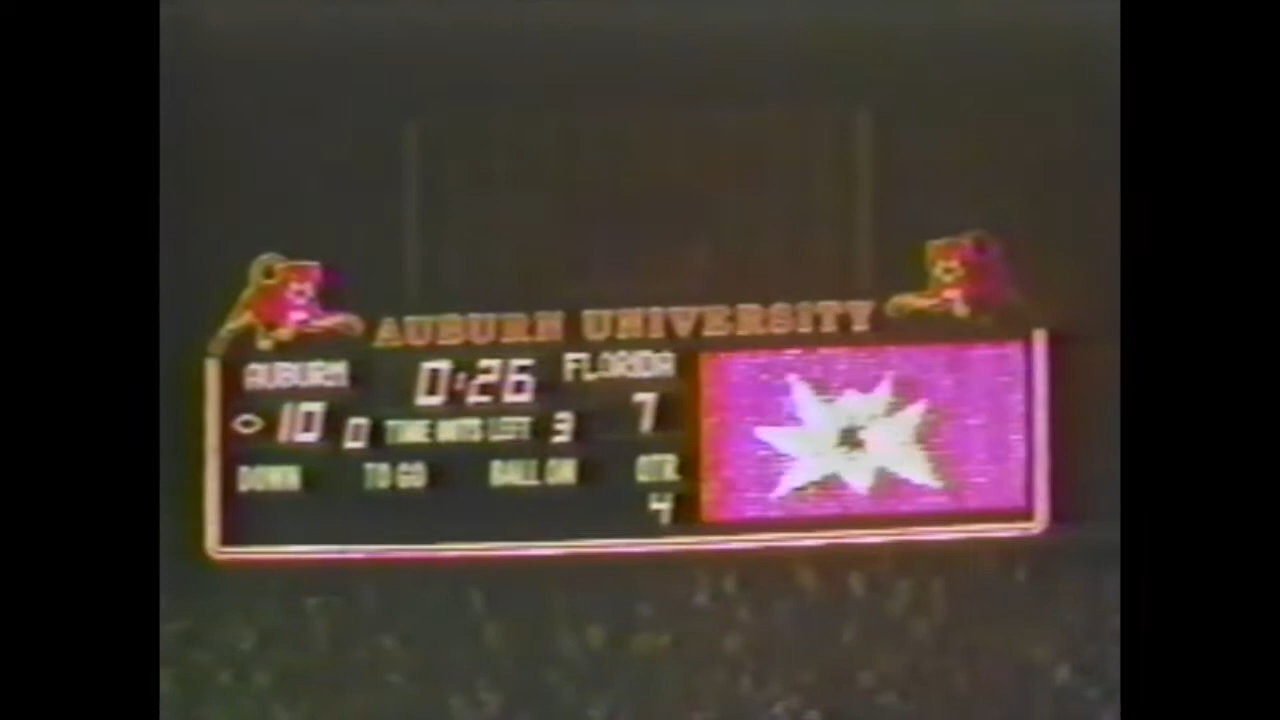 AUBURN UNIVERSITY
AUBURN 0:26 FLORIDA
10 0 TIME OUTS LEFT 3 7
DOWN TO GO BALL ON QTR.
4